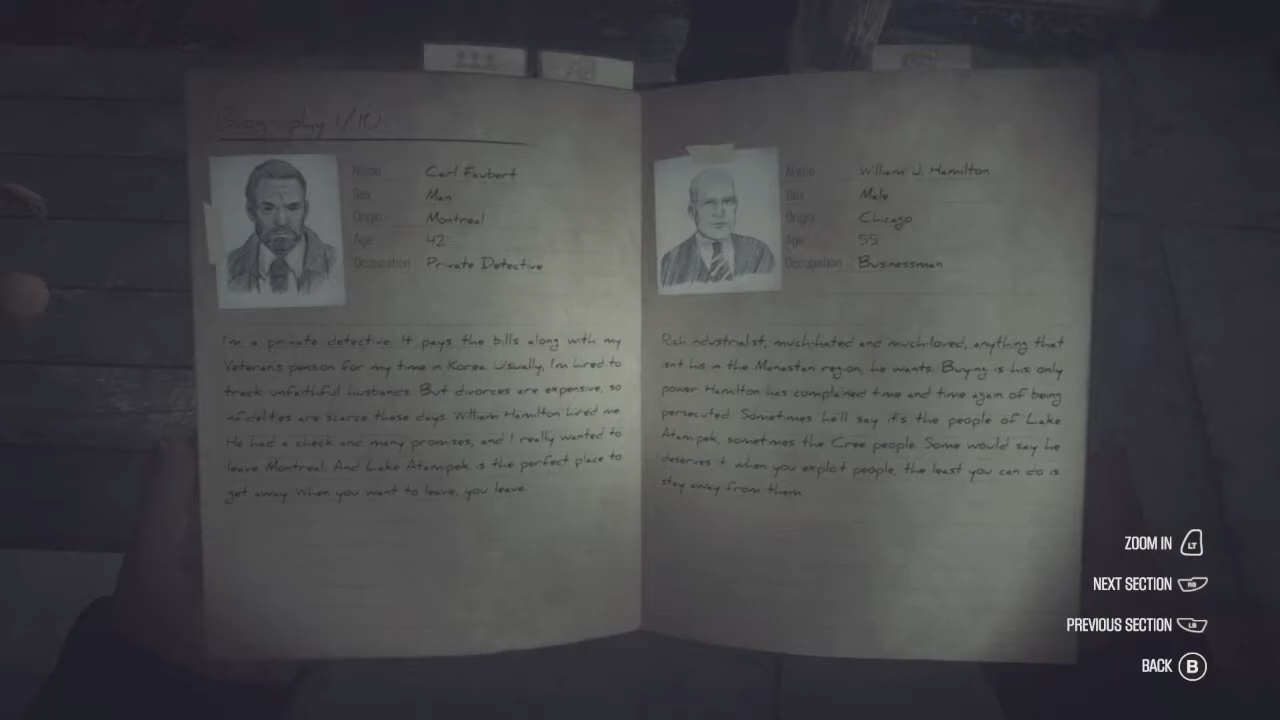 Biography 1/10
Name Carl Faubert
Sex Man
Origin Montreal
Age 42
Occupation Private Detective
I'm a private detective. It pays the bills along with my
Veterans pension for my time in Korea. Usually, I'm hired to
track unfaithful husbands. But divorces are expensive, so
infidelities are scarce these days. William Hamilton hired me.
He had a check and many promises, and I really wanted to
leave Montreal. And Lake Atamipek is the perfect place to
get away. When you want to leave, you leave.
Name William J. Hamilton
Sex Male
Origin Chicago
Age 55
Occupation Businessman
Rich industrialist, much-hated and much-loved, anything that
isn't his in the Manastan region, he wants. Buying is his only
power. Hamilton has complained time and time again of being
persecuted. Sometimes he'll say it's the people of Lake
Atamipek, sometimes the Cree people. Some would say he
deserves it: when you exploit people, the least you can do is
stay away from them.
ZOOM IN LT
NEXT SECTION RB
PREVIOUS SECTION LB
BACK B